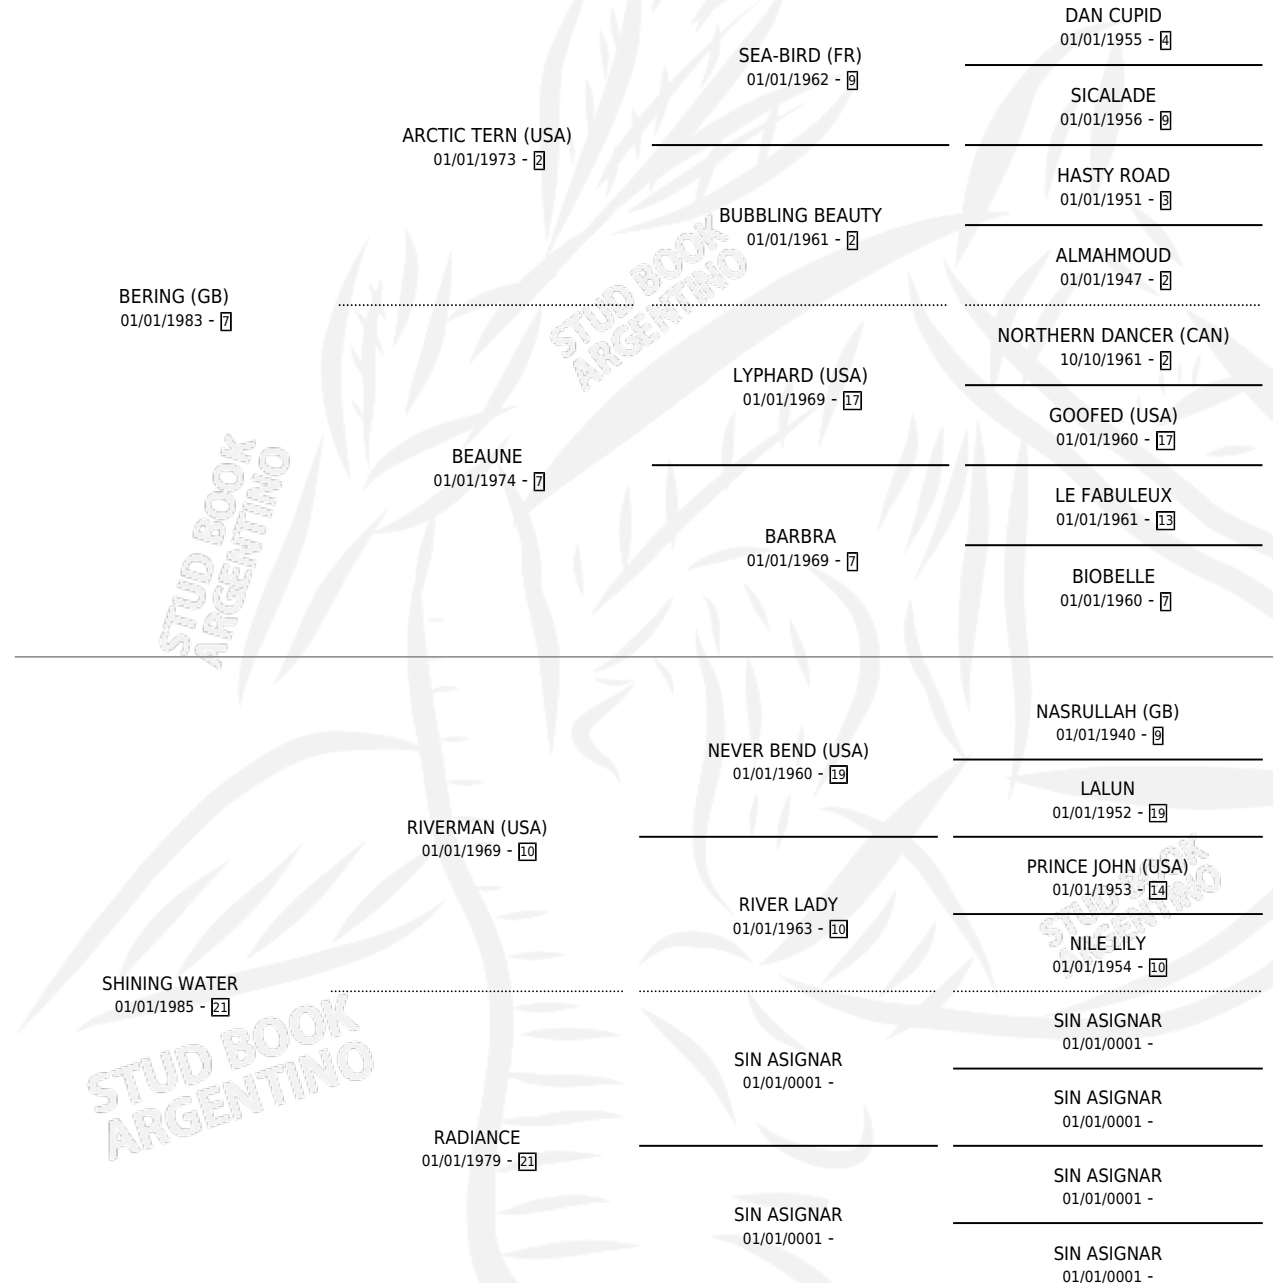 DAN CUPID
01/01/1955 - 4
SEA-BIRD (FR)
01/01/1962 - 9
SICALADE
01/01/1956 - 9
ARCTIC TERN (USA)
01/01/1973 - 2
HASTY ROAD
01/01/1951 - 3
BUBBLING BEAUTY
01/01/1961 - 2
ALMAHMOUD
01/01/1947 - 2
BERING (GB)
01/01/1983 - 7
STUD BOOK
ARGENTINO
NORTHERN DANCER (CAN)
10/10/1961 - 2
LYPHARD (USA)
01/01/1969 - 17
GOOFED (USA)
01/01/1960 - 17
BEAUNE
01/01/1974 - 7
LE FABULEUX
01/01/1961 - 13
BARBRA
01/01/1969 - 7
BIOBELLE
01/01/1960 - 7
STUD BOOK
ARGENTINO
NASRULLAH (GB)
01/01/1940 - 9
NEVER BEND (USA)
01/01/1960 - 19
LALUN
01/01/1952 - 19
RIVERMAN (USA)
01/01/1969 - 10
PRINCE JOHN (USA)
01/01/1953 - 14
RIVER LADY
01/01/1963 - 10
STUD BOOK
ARGENTINO
NILE LILY
01/01/1954 - 10
SHINING WATER
01/01/1985 - 21
STUD BOOK
ARGENTINO
SIN ASIGNAR
01/01/0001 -
SIN ASIGNAR
01/01/0001 -
SIN ASIGNAR
01/01/0001 -
RADIANCE
01/01/1979 - 21
SIN ASIGNAR
01/01/0001 -
SIN ASIGNAR
01/01/0001 -
SIN ASIGNAR
01/01/0001 -